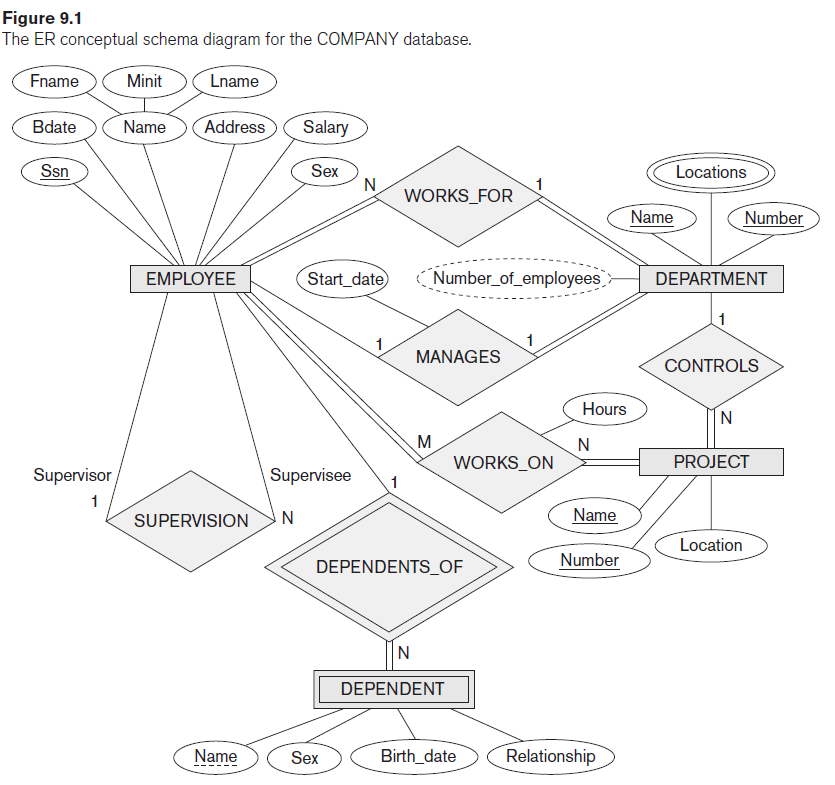 Figure 9.1
The ER conceptual schema diagram for the COMPANY database.
Fname
Minit
Lname
Bdate
Name
Address
Salary
Ssn
Sex
N
WORKS_FOR
1
Locations
Name
Number
EMPLOYEE
Start_date
Number_of_employees
DEPARTMENT
1
MANAGES
1
1
CONTROLS
N
Hours
M
WORKS_ON
N
PROJECT
Supervisor
1
SUPERVISION
Supervisee
N
1
Name
Number
Location
DEPENDENTS_OF
N
DEPENDENT
Name
Sex
Birth_date
Relationship